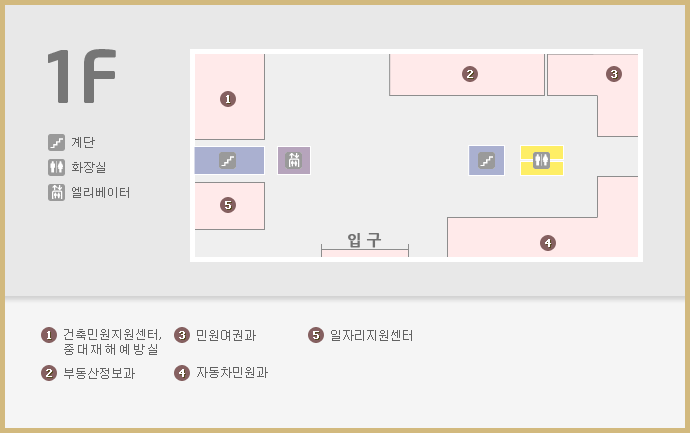 1F
계단
화장실
엘리베이터
1
2
3
5
4
입구
1 건축민원지원센터,
중대재해예방실
3 민원여권과
5 일자리지원센터
2 부동산정보과
4 자동차민원과